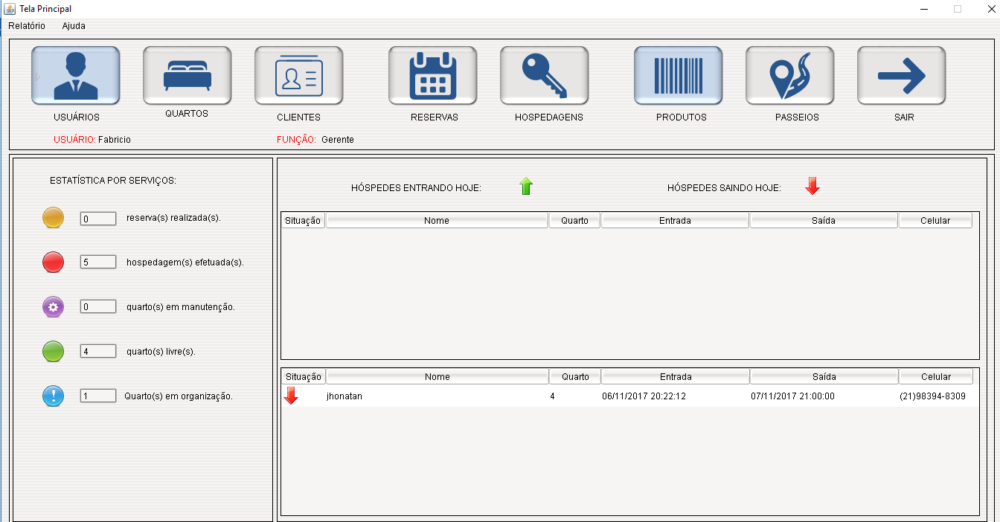 Tela Principal
Relatório Ajuda
USUÁRIOS QUARTOS CLIENTES RESERVAS HOSPEDAGENS PRODUTOS PASSEIOS SAIR
USUÁRIO: Fabricio FUNÇÃO: Gerente
ESTATÍSTICA POR SERVIÇOS:
0 reserva(s) realizada(s).
5 hospedagem(s) efetuada(s).
0 quarto(s) em manutenção.
4 quarto(s) livre(s).
1 Quarto(s) em organização.
HÓSPEDES ENTRANDO HOJE: HÓSPEDES SAINDO HOJE:
Situação Nome Quarto Entrada Saída Celular
Situação Nome Quarto Entrada Saída Celular
jhonatan 4 06/11/2017 20:22:12 07/11/2017 21:00:00 (21)98394-8309